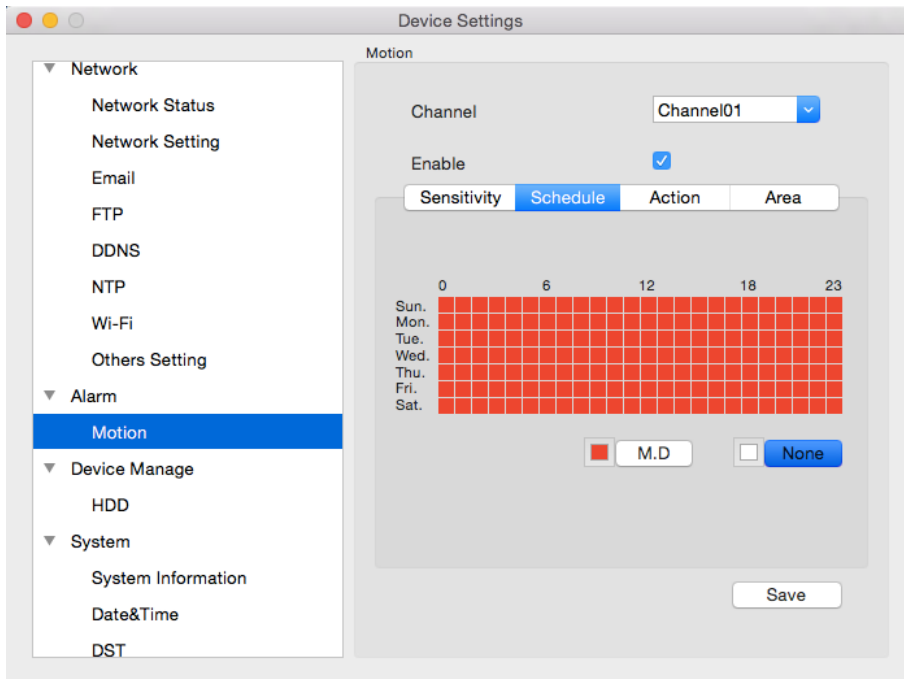 Device Settings
Network
Network Status
Network Setting
Email
FTP
DDNS
NTP
Wi-Fi
Others Setting
Alarm
Motion
Device Manage
HDD
System
System Information
Date&Time
DST
Motion
Channel Channel01
Enable
Sensitivity Schedule Action Area
0 6 12 18 23
Sun.
Mon.
Tue.
Wed.
Thu.
Fri.
Sat.
M.D None
Save